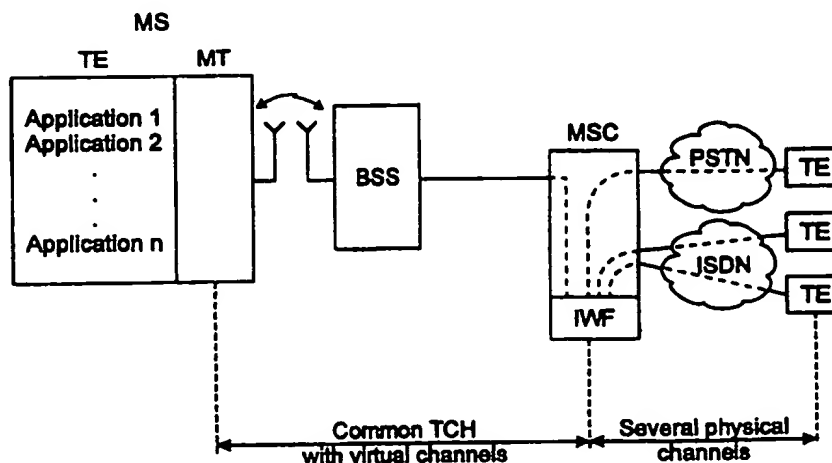 MS
TE MT
Application 1
Application 2
.
.
.
Application n
BSS
MSC
IWF
PSTN
TE
TE
ISDN
TE
Common TCH
with virtual channels
Several physical
channels